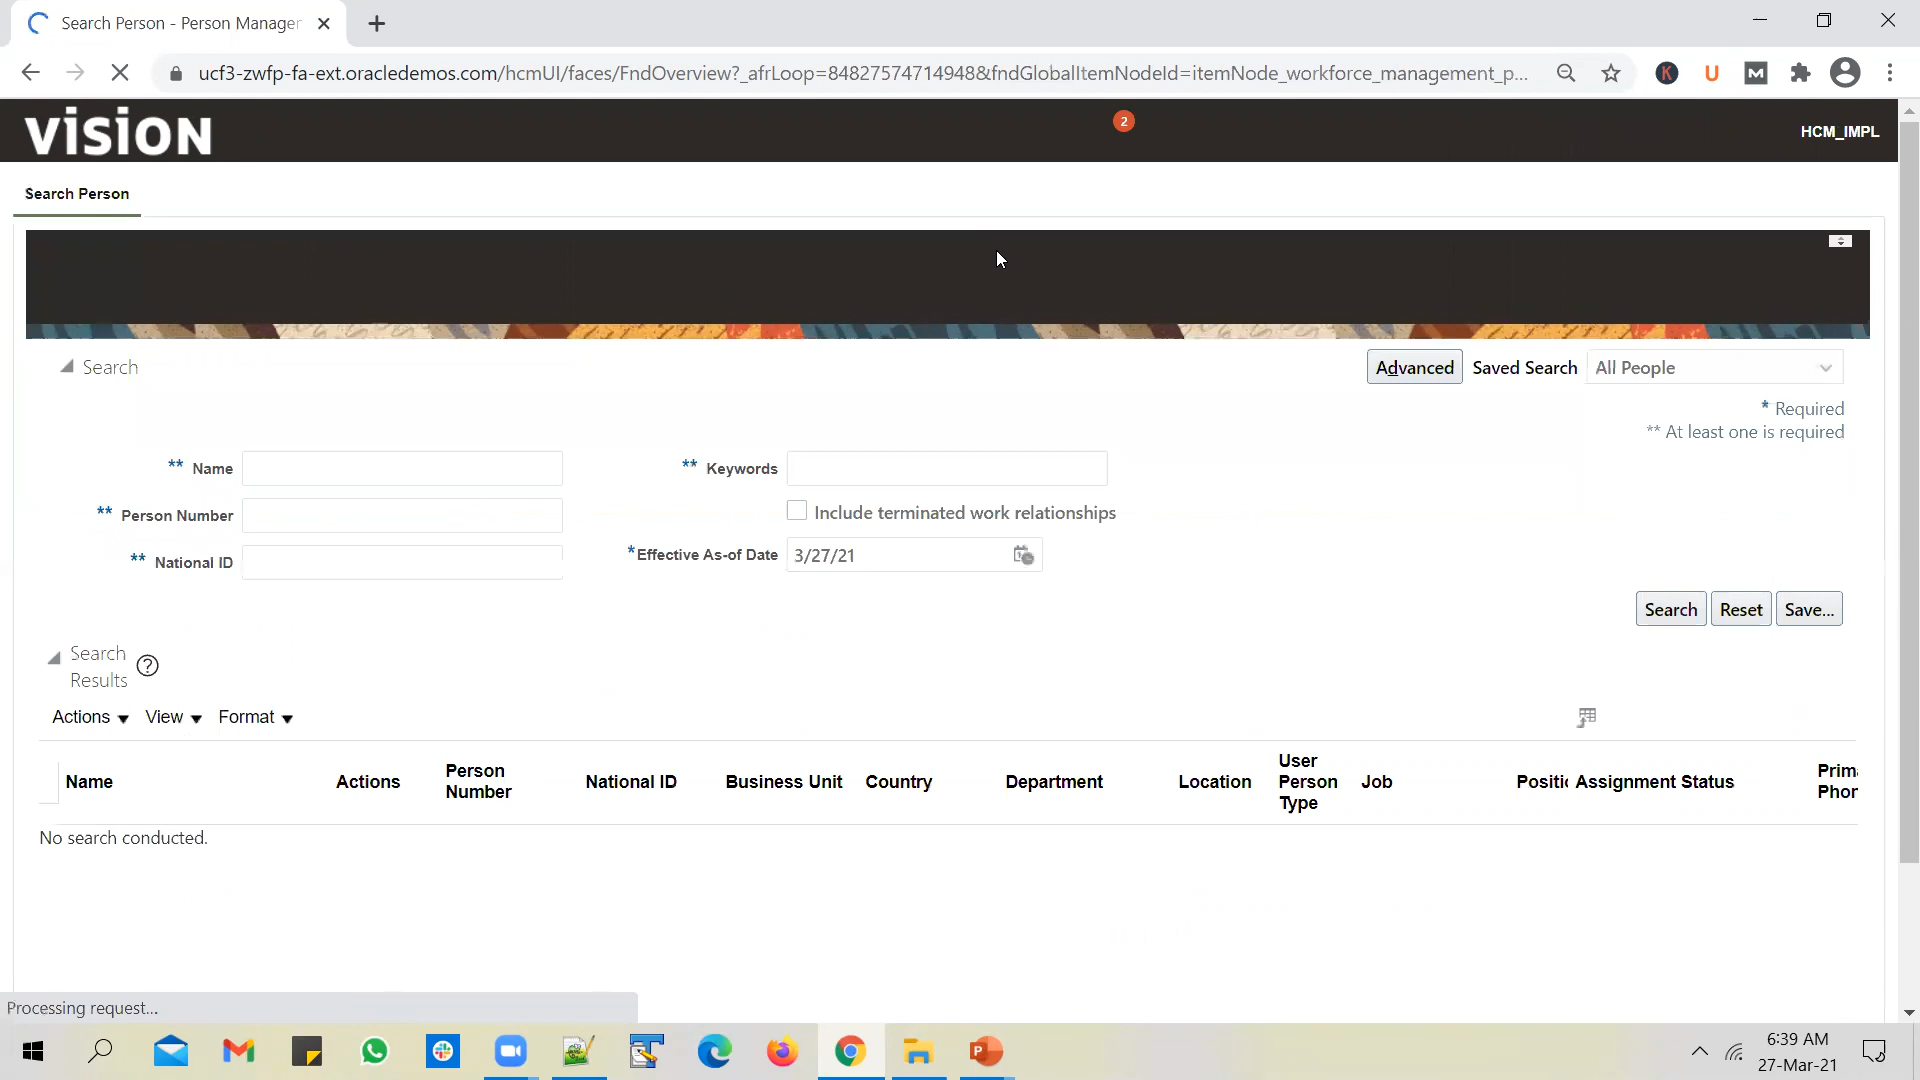 Search Person - Person Manager
ucf3-zwfp-fa-ext.oracledemos.com/hcmUI/faces/FndOverview?_afrLoop=84827574714948&fndGlobalItemNodeId=itemNode_workforce_management_p...
K U M
vision
2
HCM_IMPL
Search Person
Search
Advanced Saved Search All People
* Required
** At least one is required
** Name
** Keywords
** Person Number
Include terminated work relationships
** National ID
*Effective As-of Date 3/27/21
Search Reset Save...
Search
Results ?
Actions View Format
Name Actions Person Number National ID Business Unit Country Department Location User Person Type Job Positic Assignment Status Prima Phor
No search conducted.
Processing request...
6:39 AM
27-Mar-21